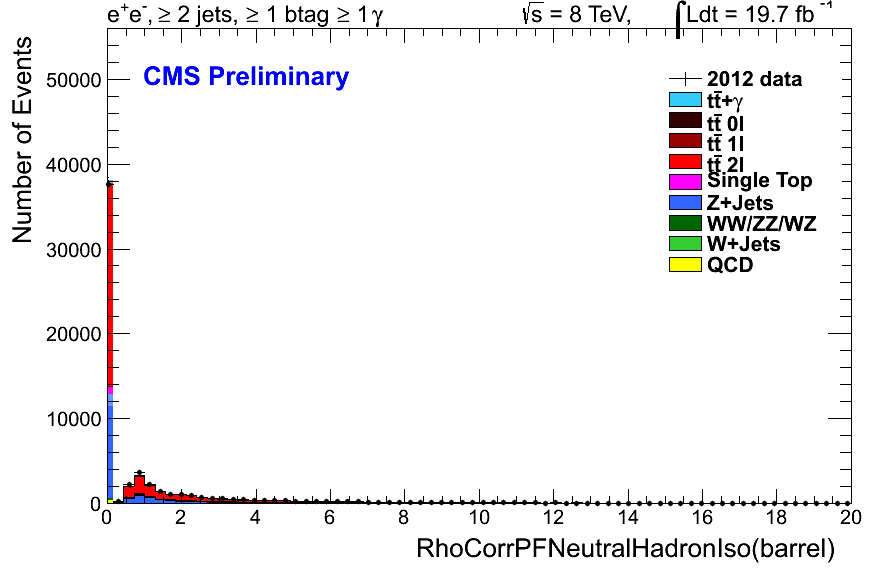 e⁺e⁻, ≥ 2 jets, ≥ 1 btag ≥ 1 γ
√s = 8 TeV, ∫Ldt = 19.7 fb⁻¹
CMS Preliminary
Number of Events
50000
40000
30000
20000
10000
0
2012 data
tt̄+γ
tt̄ 0l
tt̄ 1l
tt̄ 2l
Single Top
Z+Jets
WW/ZZ/WZ
W+Jets
QCD
0 2 4 6 8 10 12 14 16 18 20
RhoCorrPFNeutralHadronIso(barrel)